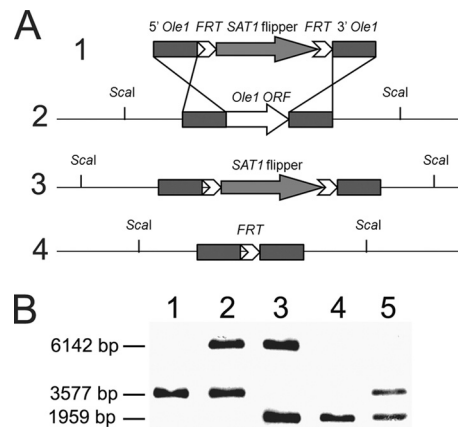 A
5' Ole1 FRT SAT1 flipper FRT 3' Ole1
1
ScaI Ole1 ORF ScaI
2
ScaI SAT1 flipper ScaI
3
ScaI FRT ScaI
4
B
1 2 3 4 5
6142 bp
3577 bp
1959 bp